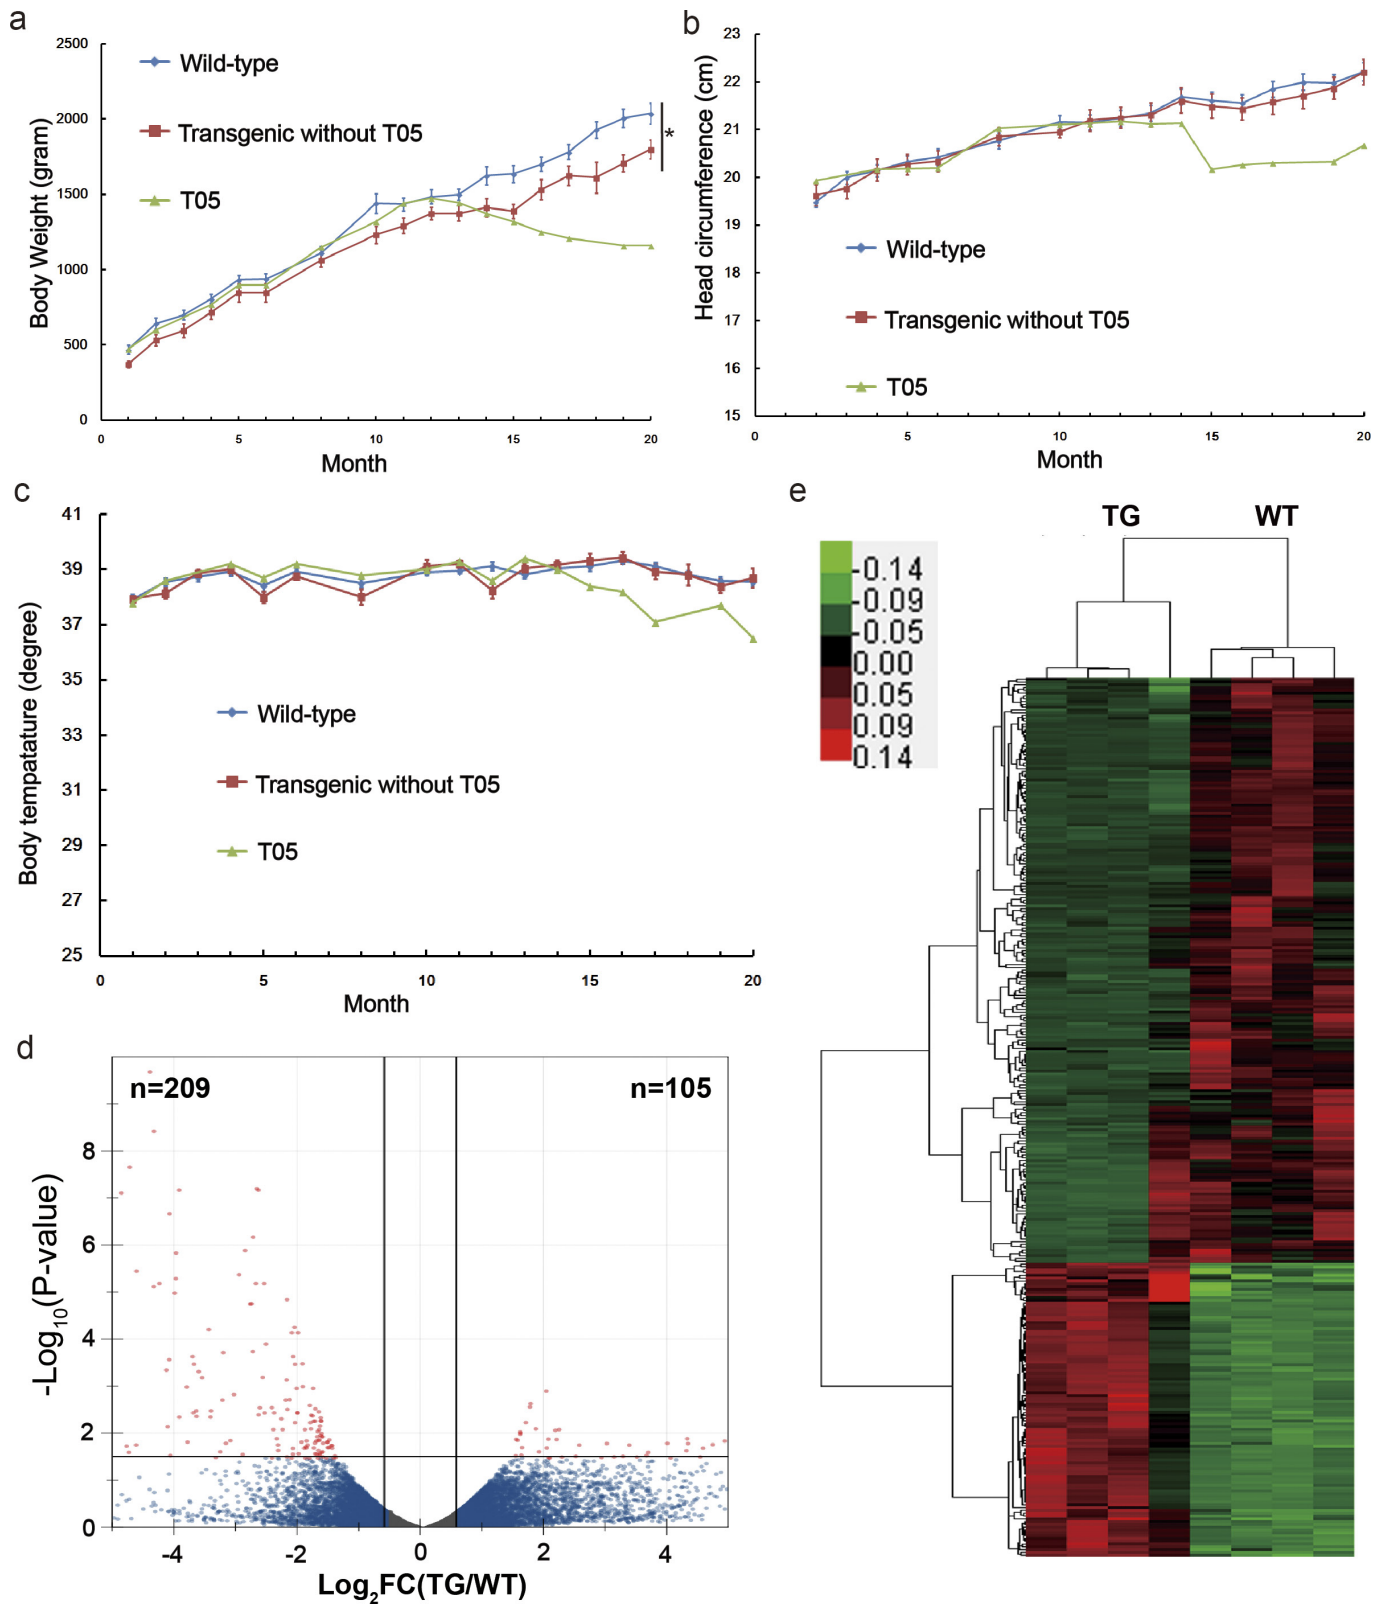 a
2500
2000
1500
1000
500
0
0 5 10 15 20
Body Weight (gram)
Month
Wild-type
Transgenic without T05
T05
*
b
23
22
21
20
19
18
17
16
15
0 5 10 15 20
Head circumference (cm)
Month
Wild-type
Transgenic without T05
T05
c
41
39
37
35
33
31
29
27
25
0 5 10 15 20
Body tempatature (degree)
Month
Wild-type
Transgenic without T05
T05
d
n=209
n=105
8
6
4
2
0
-4 -2 0 2 4
-Log10(P-value)
Log2FC(TG/WT)
e
TG WT
-0.14
-0.09
-0.05
0.00
0.05
0.09
0.14